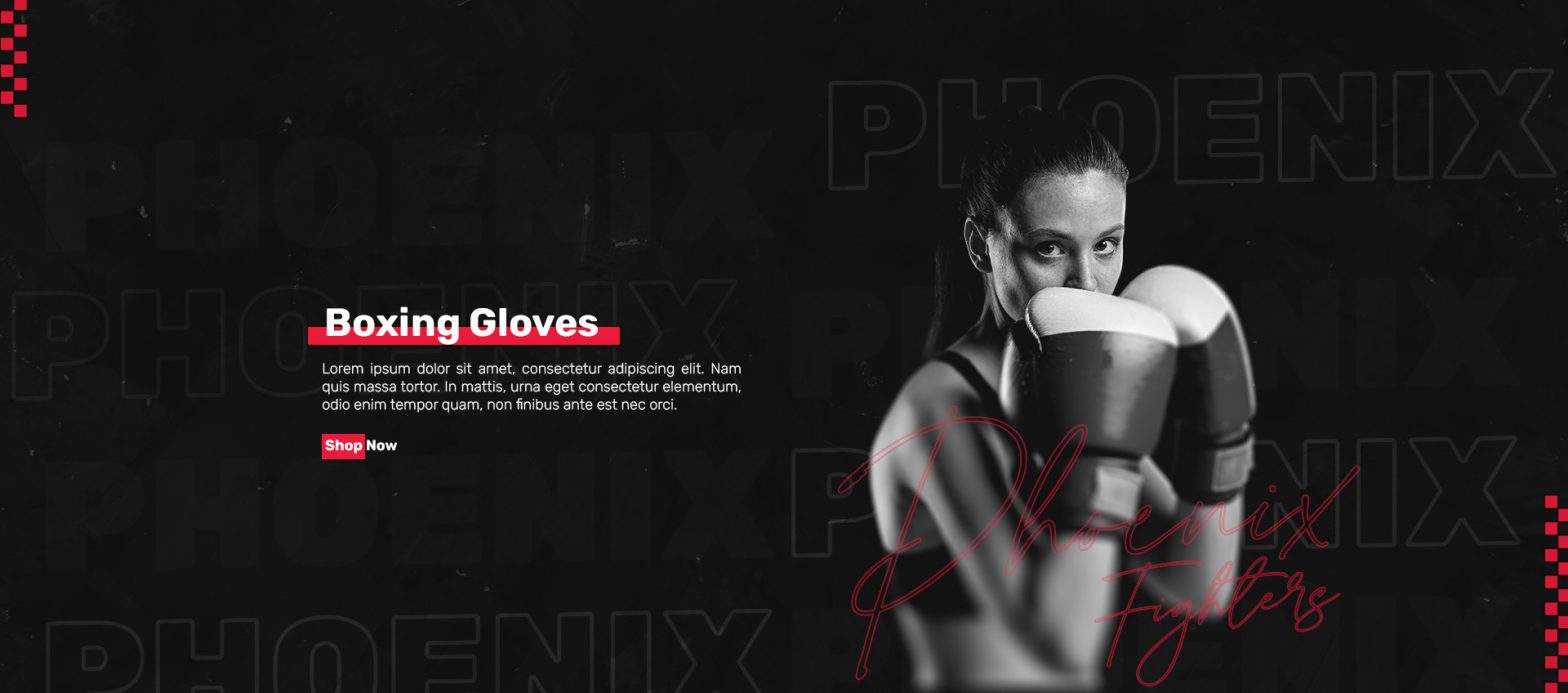 PHOENIX
PHOENIX
PHOENIX
PHOENIX
Boxing Gloves
Lorem ipsum dolor sit amet, consectetur adipiscing elit. Nam
quis massa tortor. In mattis, urna eget consectetur elementum,
odio enim tempor quam, non finibus ante est nec orci.
Shop Now
PHOENIX
PHOENIX
PHOENIX
Phoenix
Fighters
PHOENIX